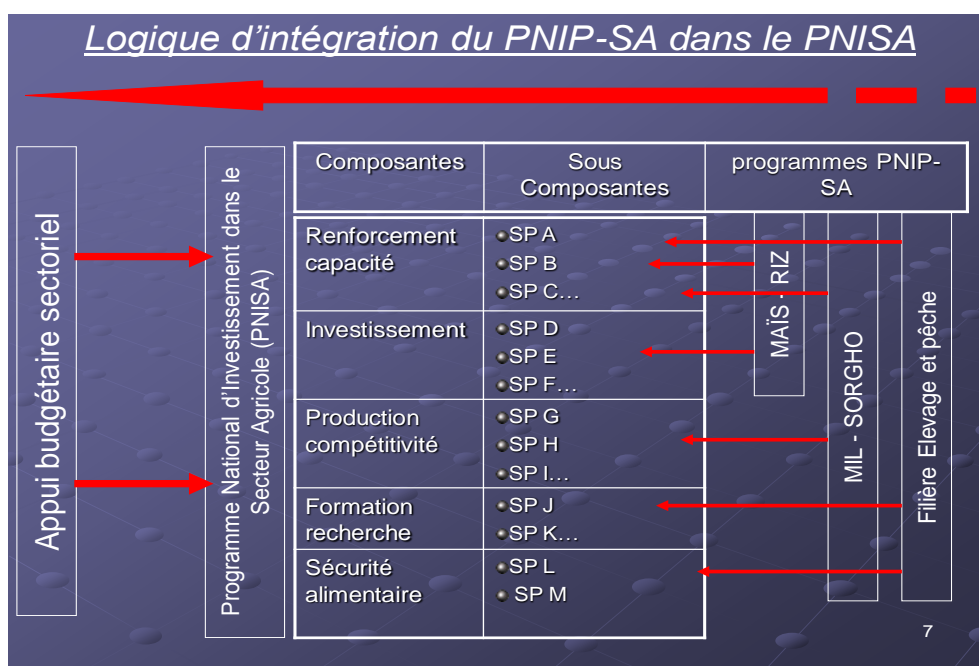 Logique d'intégration du PNIP-SA dans le PNISA
Appui budgétaire sectoriel
Programme National d'Investissement dans le
Secteur Agricole (PNISA)
Composantes
Sous
Composantes
programmes PNIP-
SA
Renforcement
capacité
SP A
SP B
SP C...
Investissement
SP D
SP E
SP F...
Production
compétitivité
SP G
SP H
SP I...
Formation
recherche
SP J
SP K...
Sécurité
alimentaire
SP L
SP M
MAÏS - RIZ
MIL - SORGHO
Filière Elevage et pêche
7